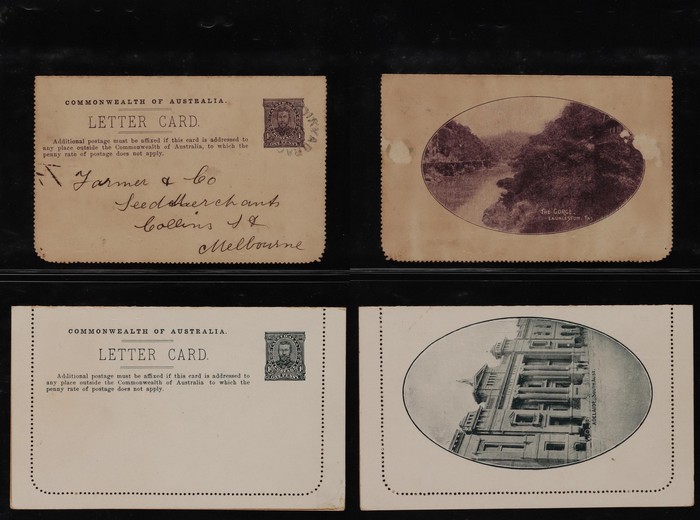 COMMONWEALTH OF AUSTRALIA.
LETTER CARD.
Additional postage must be affixed if this card is addressed to
any place outside the Commonwealth of Australia, to which the
penny rate of postage does not apply.
ONE PENNY
Farmer & Co
Seed Merchants
Collins St
Melbourne
THE GORGE.
LAUNCESTON. TAS.
COMMONWEALTH OF AUSTRALIA.
LETTER CARD.
Additional postage must be affixed if this card is addressed to
any place outside the Commonwealth of Australia to which the
penny rate of postage does not apply.
ONE PENNY